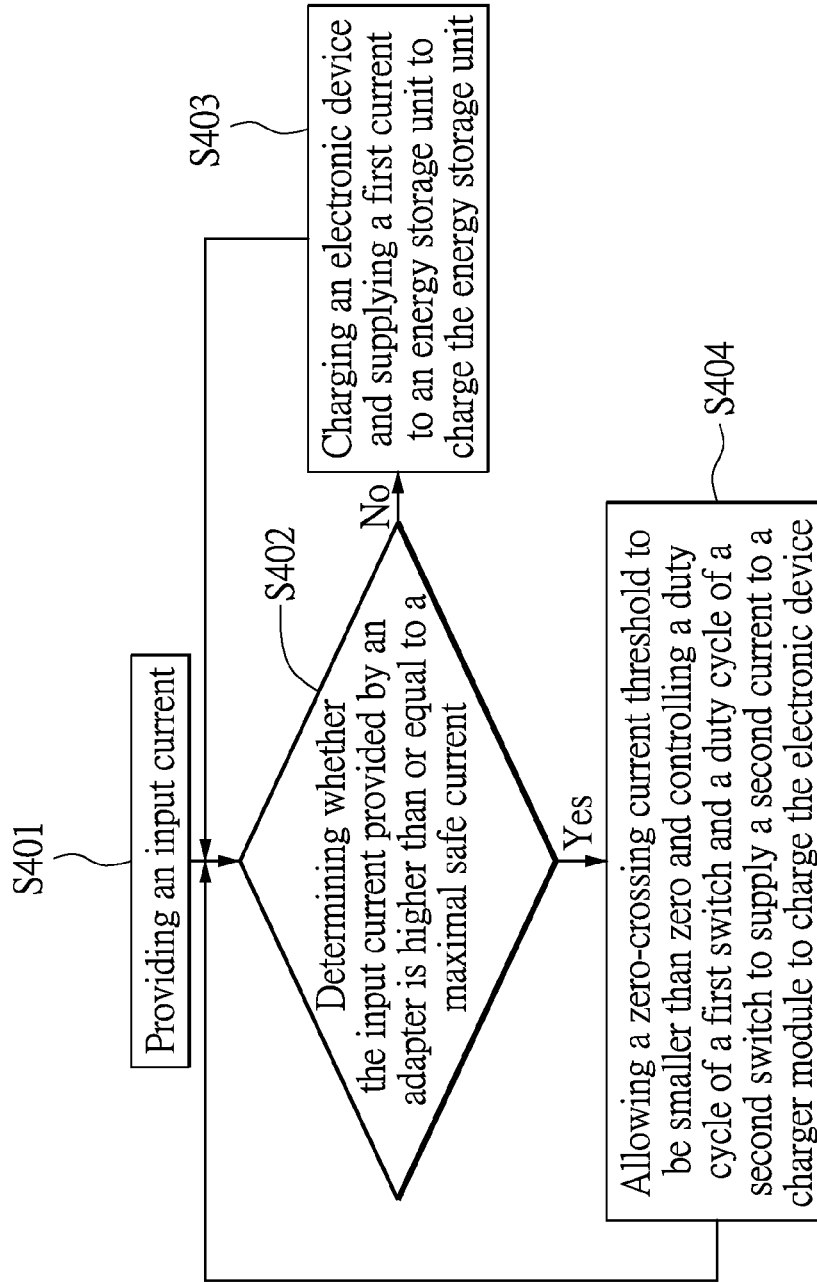 S401
Providing an input current
S402
Determining whether
the input current provided by an
adapter is higher than or equal to a
maximal safe current
No
S403
Charging an electronic device
and supplying a first current
to an energy storage unit to
charge the energy storage unit
Yes
S404
Allowing a zero-crossing current threshold to
be smaller than zero and controlling a duty
cycle of a first switch and a duty cycle of a
second switch to supply a second current to a
charger module to charge the electronic device